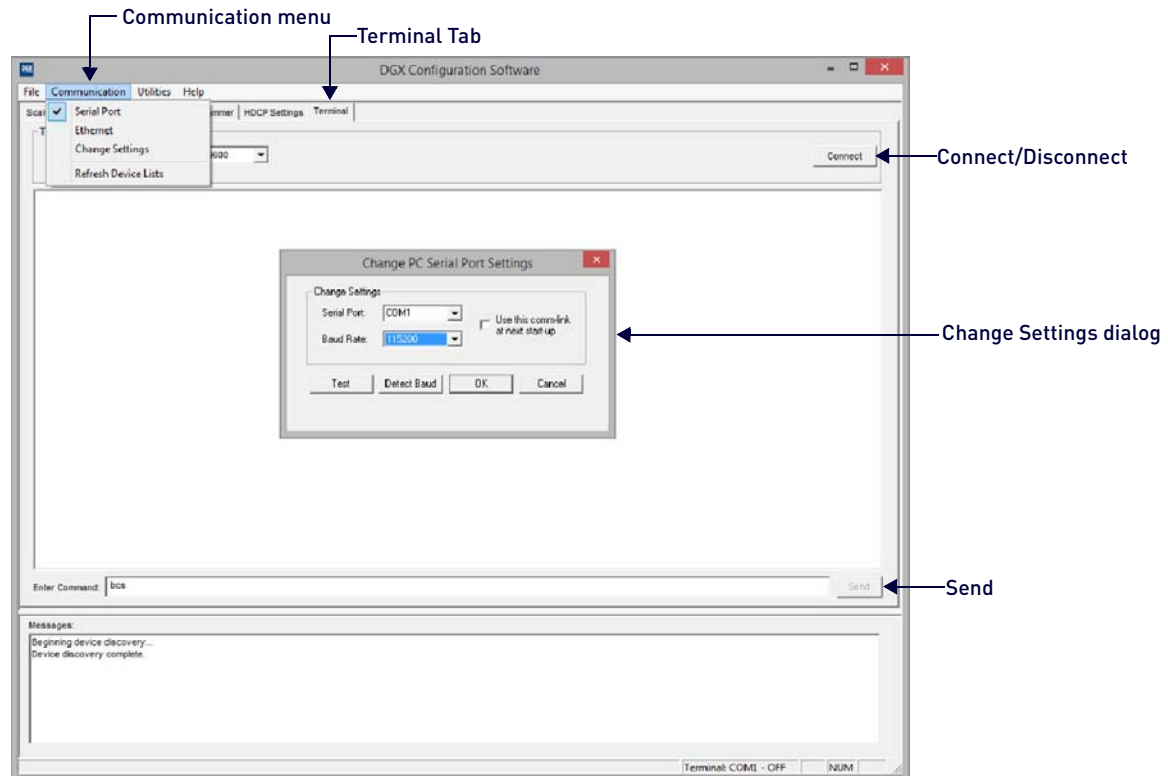 Communication menu
Terminal Tab
DGX Configuration Software
File Communication Utilities Help
Scal
immer HDCP Settings Terminal
Serial Port
Ethernet
Change Settings
Refresh Device Lists
T
9600
Connect
Connect/Disconnect
Change PC Serial Port Settings
Change Settings
Serial Port: COM1
Use this comm-link
at next start-up
Baud Rate: 115200
Test Detect Baud OK Cancel
Change Settings dialog
Enter Command: bcs
Send
Send
Messages:
Beginning device discovery...
Device discovery complete.
Terminal: COM1 - OFF NUM